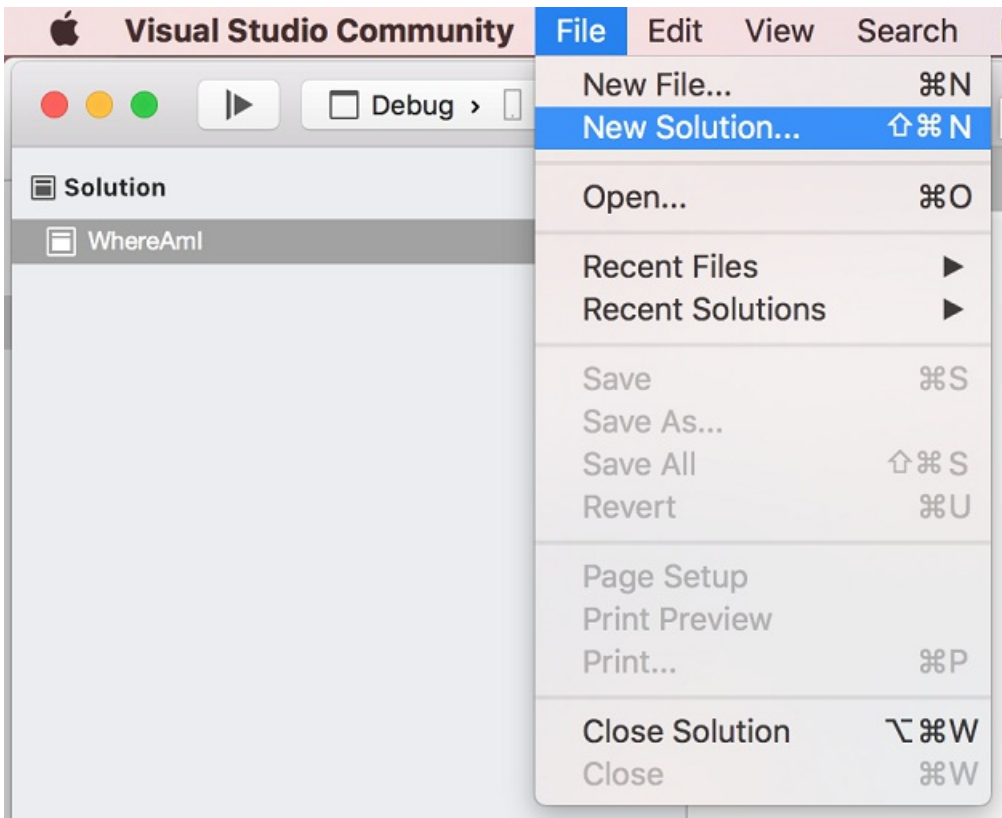 Visual Studio Community File Edit View Search
Debug >
Solution
WhereAmI
New File... ⌘N
New Solution... ⇧⌘N
Open... ⌘O
Recent Files ▶
Recent Solutions ▶
Save ⌘S
Save As...
Save All ⇧⌘S
Revert ⌘U
Page Setup
Print Preview
Print... ⌘P
Close Solution ⌥⌘W
Close ⌘W